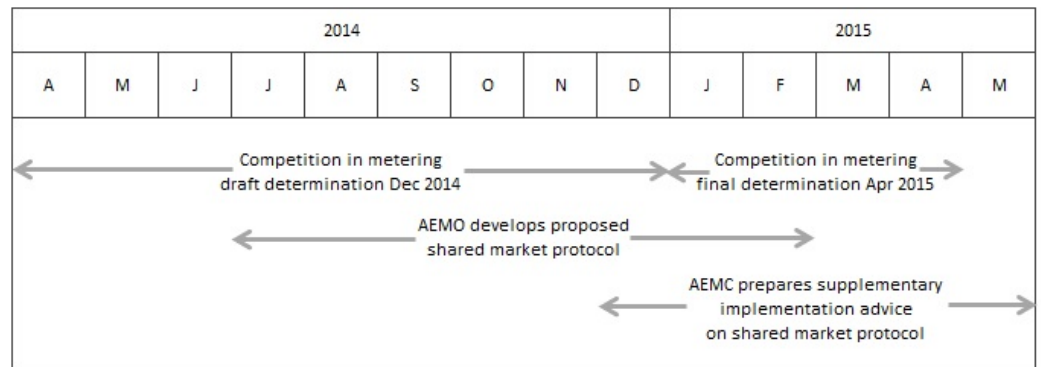 2014 2015
A M J J A S O N D J F M A M
Competition in metering
draft determination Dec 2014
Competition in metering
final determination Apr 2015
AEMO develops proposed
shared market protocol
AEMC prepares supplementary
implementation advice
on shared market protocol